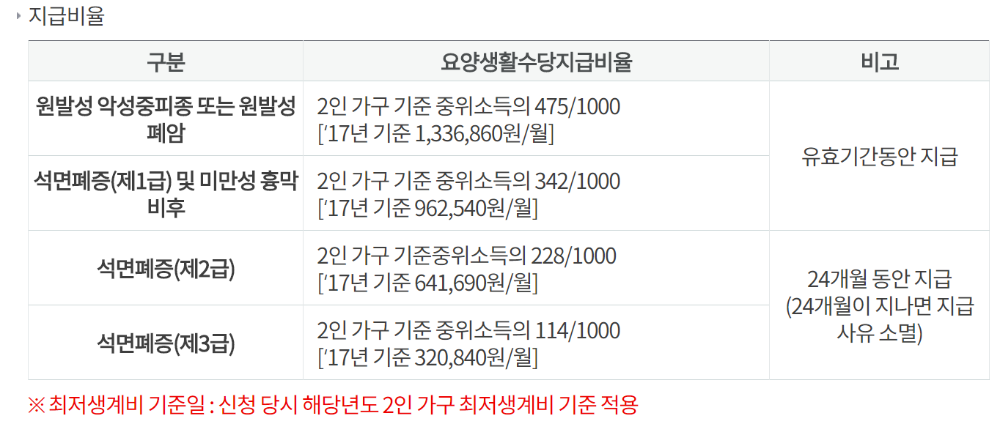 지급비율
구분 요양생활수당지급비율 비고
원발성 악성중피종 또는 원발성
폐암
2인 가구 기준 중위소득의 475/1000
[‘17년 기준 1,336,860원/월]
유효기간동안 지급
석면폐증(제1급) 및 미만성 흉막
비후
2인 가구 기준 중위소득의 342/1000
[‘17년 기준 962,540원/월]
석면폐증(제2급)
2인 가구 기준중위소득의 228/1000
[‘17년 기준 641,690원/월]
24개월 동안 지급
(24개월이 지나면 지급
사유 소멸)
석면폐증(제3급)
2인 가구 기준 중위소득의 114/1000
[‘17년 기준 320,840원/월]
※ 최저생계비 기준일 : 신청 당시 해당년도 2인 가구 최저생계비 기준 적용